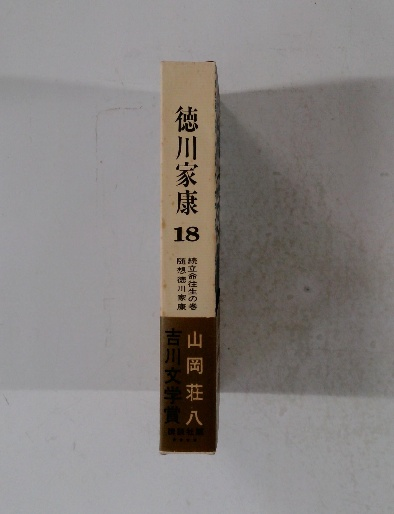 徳川家康
18
続立命往生の巻
随想徳川家康
山岡荘八
吉川文学賞